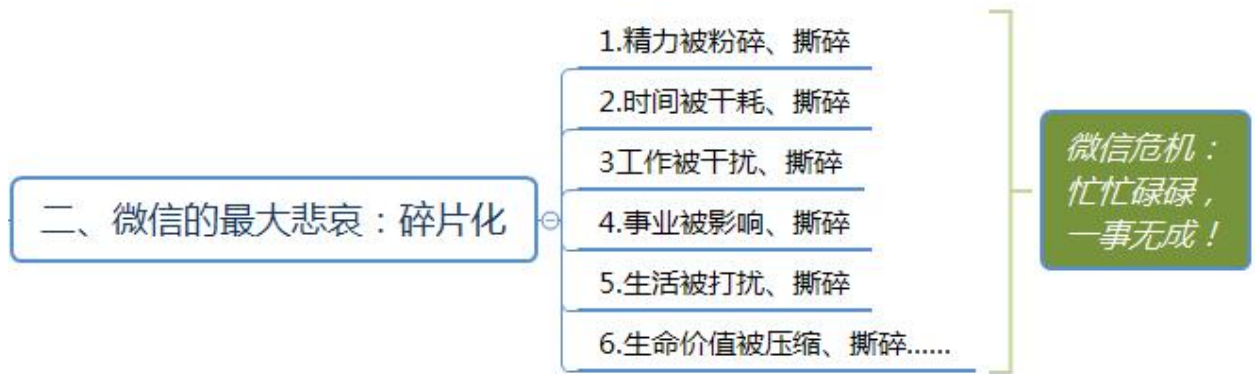 二、微信的最大悲哀：碎片化
1.精力被粉碎、撕碎
2.时间被干耗、撕碎
3工作被干扰、撕碎
4.事业被影响、撕碎
5.生活被打扰、撕碎
6.生命价值被压缩、撕碎......
微信危机：
忙忙碌碌，
一事无成！